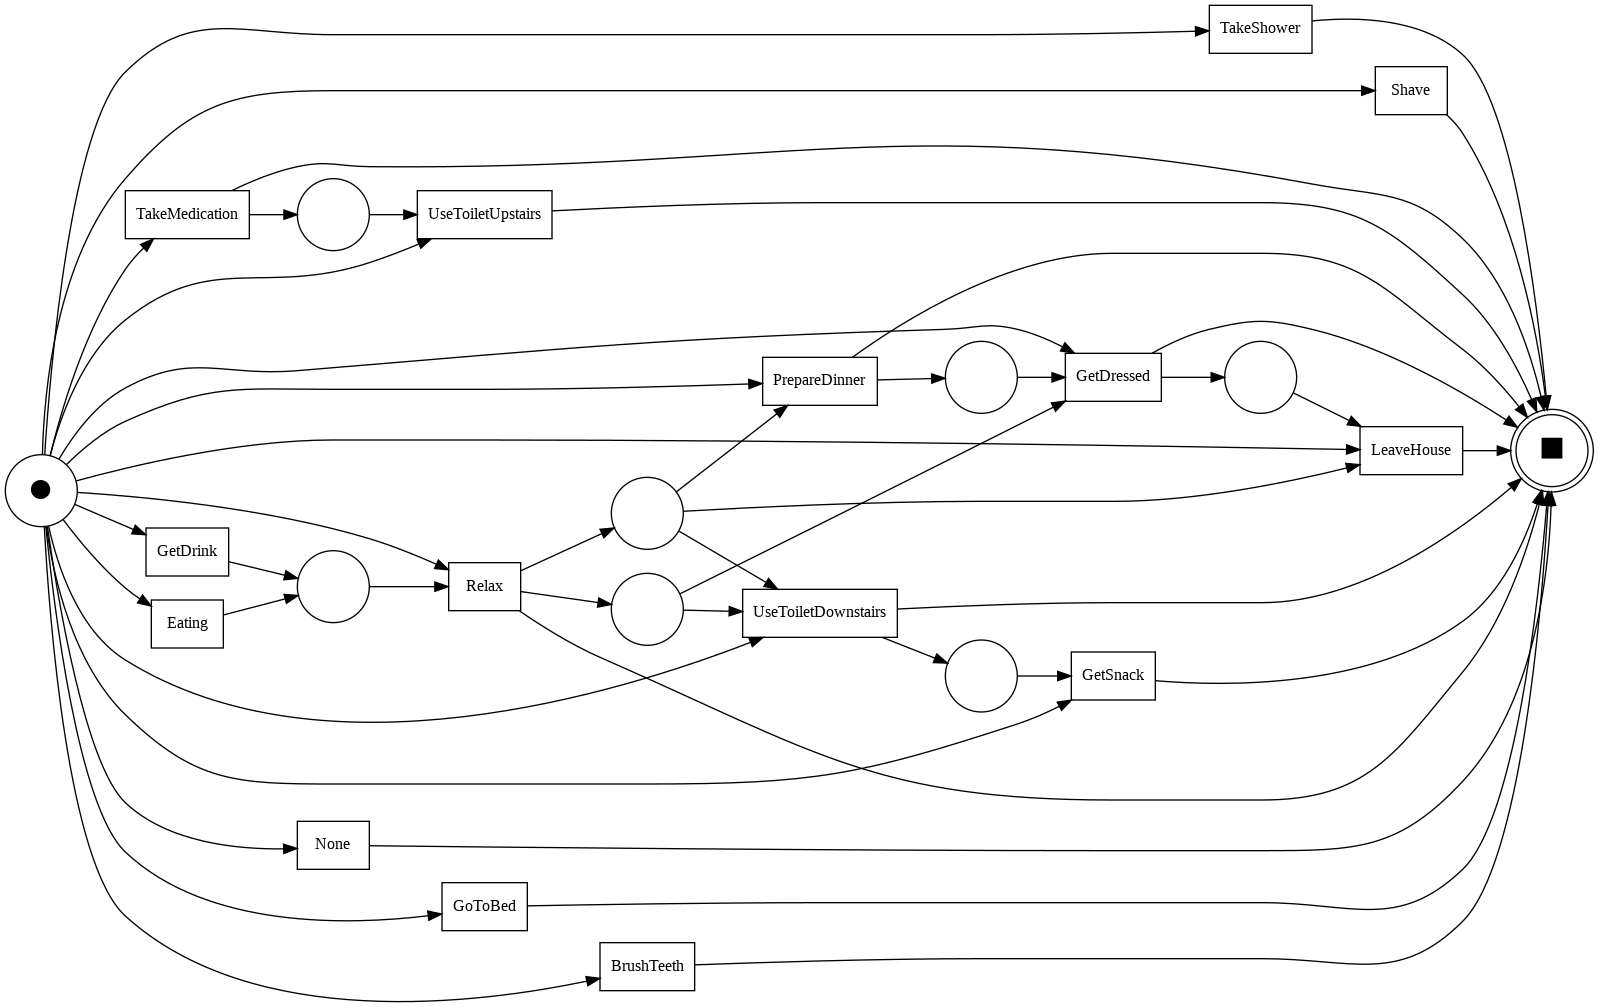 TakeShower
Shave
TakeMedication
UseToiletUpstairs
PrepareDinner
GetDressed
LeaveHouse
GetDrink
Relax
Eating
UseToiletDownstairs
GetSnack
None
GoToBed
BrushTeeth